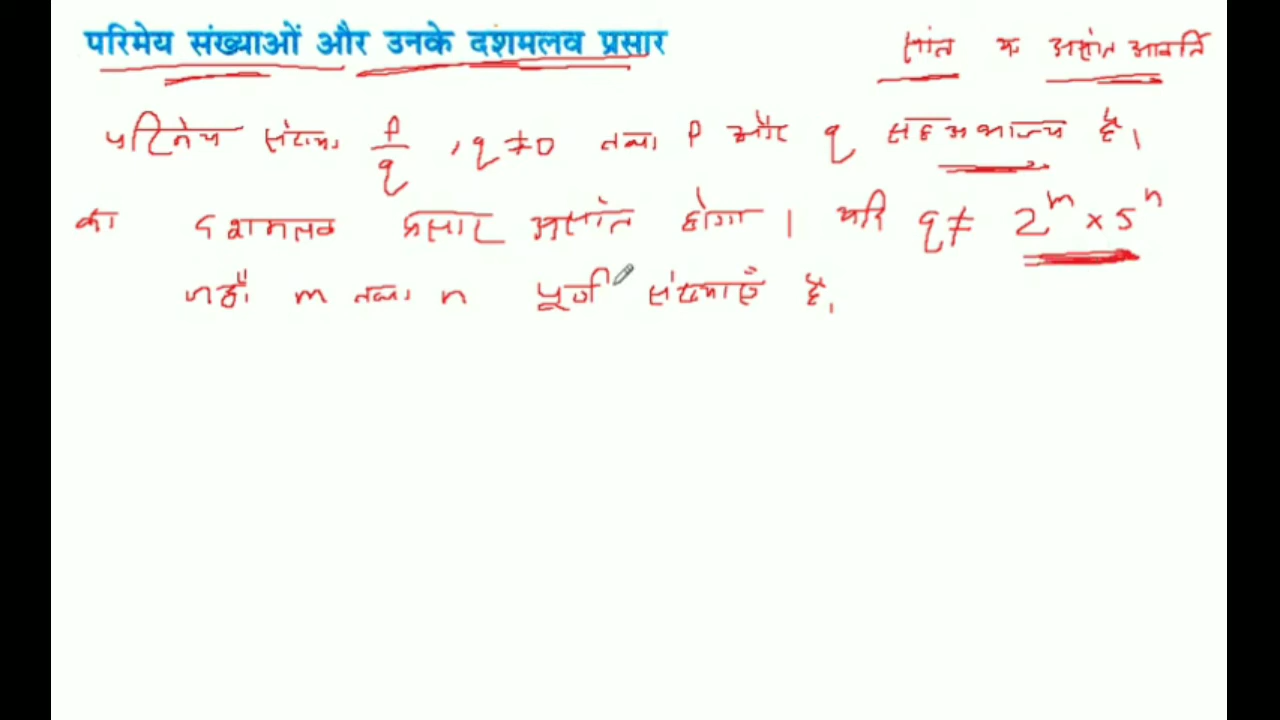 परिमेय संख्याओं और उनके दशमलव प्रसार
सांत या असांत आवर्ति
परिमेय संख्या p/q , q ≠ 0 तथा p और q सहअभाज्य है।
का दशमलव प्रसार असांत होगा । यदि q ≠ 2^m × 5^n
जहाँ m तथा n पूर्ण संख्याएँ है।